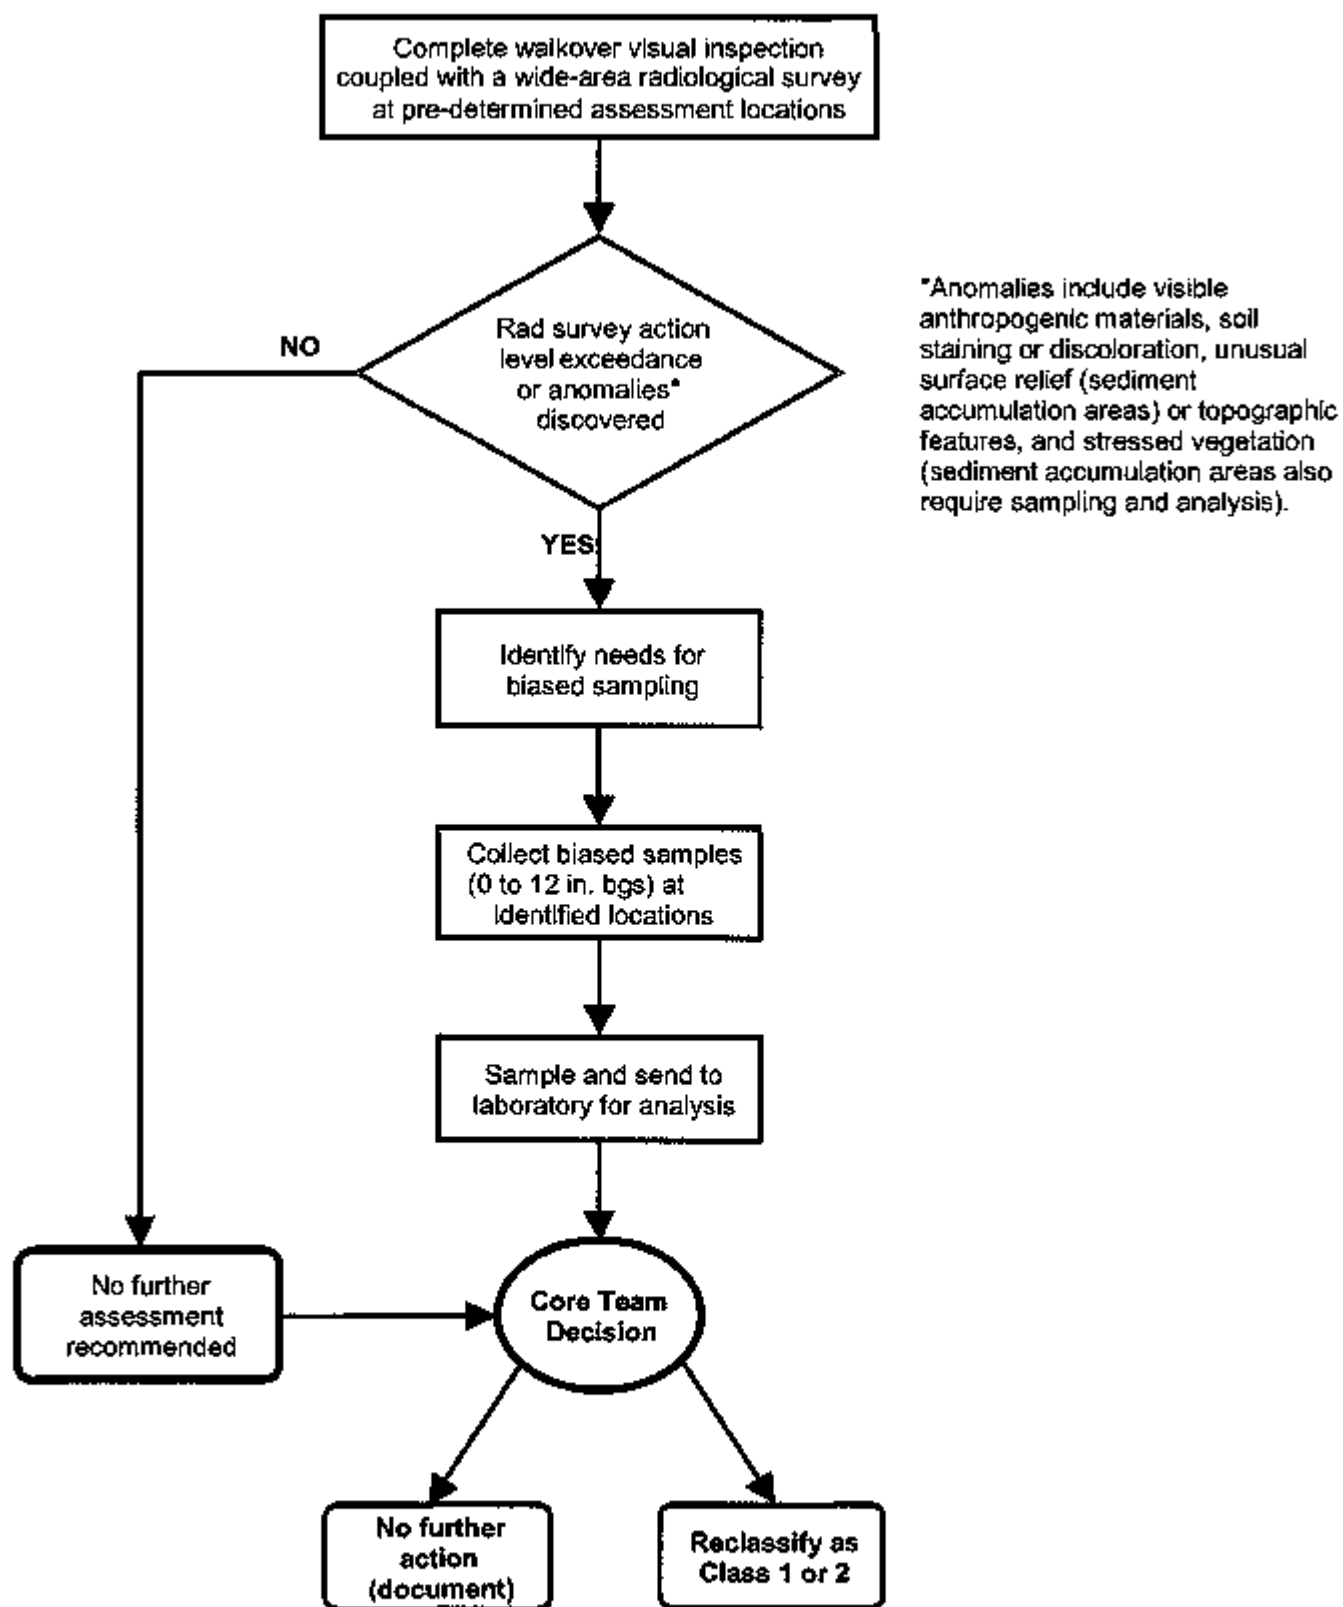 Complete walkover visual inspection
coupled with a wide-area radiological survey
at pre-determined assessment locations
Rad survey action
level exceedance
or anomalies*
discovered
NO
*Anomalies include visible
anthropogenic materials, soil
staining or discoloration, unusual
surface relief (sediment
accumulation areas) or topographic
features, and stressed vegetation
(sediment accumulation areas also
require sampling and analysis).
YES
Identify needs for
biased sampling
Collect biased samples
(0 to 12 in. bgs) at
identified locations
Sample and send to
laboratory for analysis
No further
assessment
recommended
Core Team
Decision
No further
action
(document)
Reclassify as
Class 1 or 2